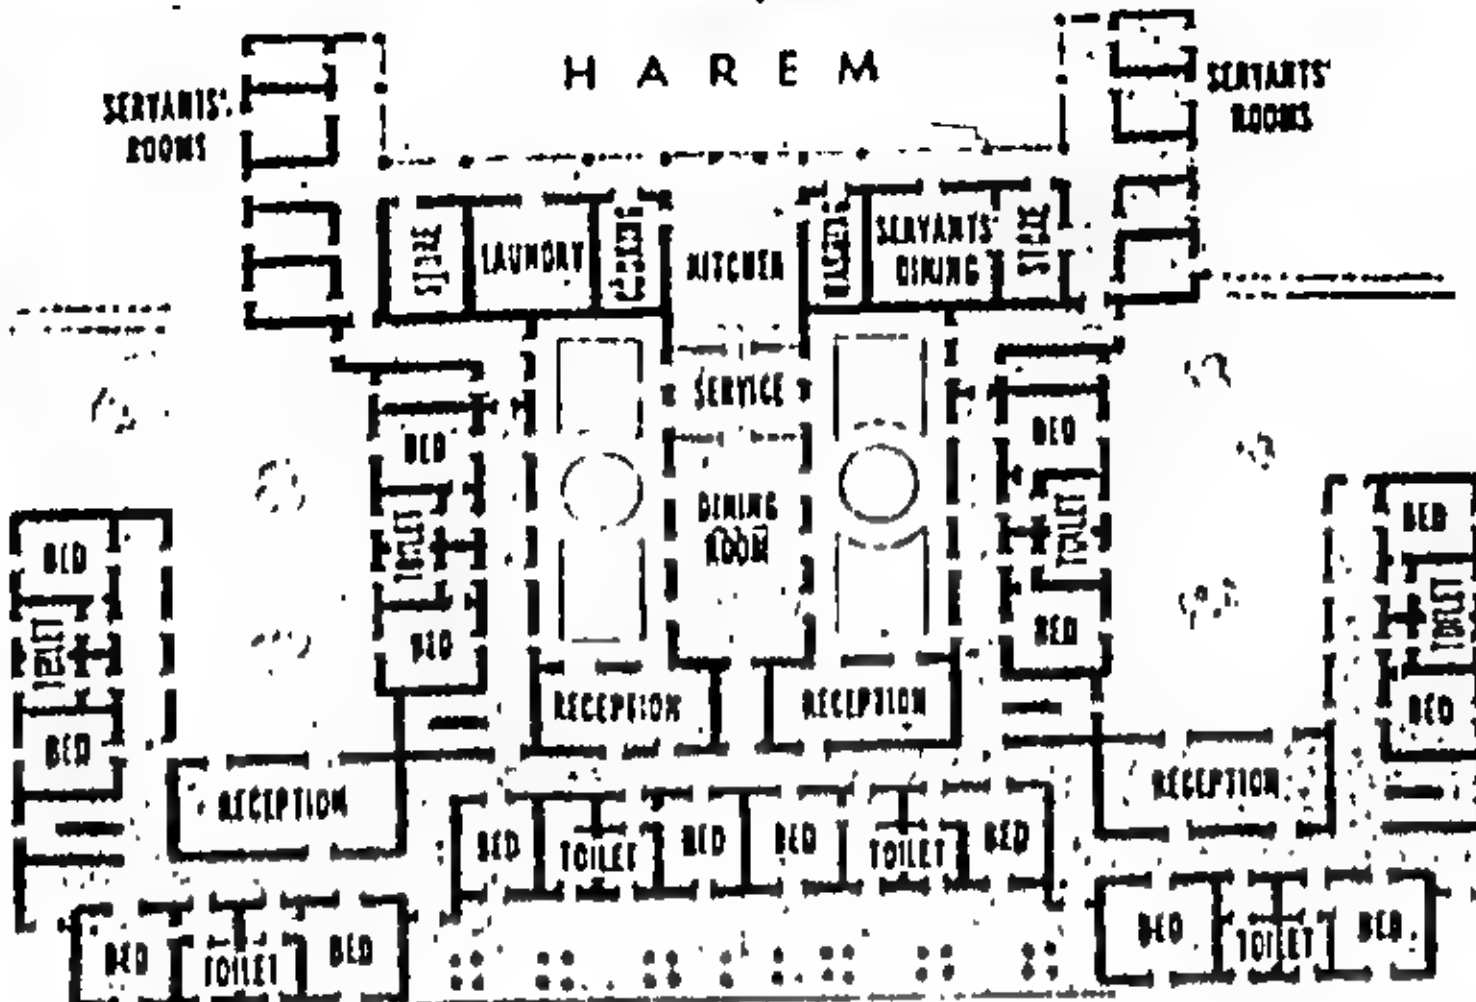 HAREM
SERVANTS'
ROOMS
SERVANTS'
ROOMS
STORE
LAUNDRY
KITCHEN
SERVANTS'
DINING
STORE
SERVICE
BED
BED
DINING
ROOM
TOILET
TOILET
BED
BED
BED
BED
TOILET
TOILET
BED
BED
RECEPTION
RECEPTION
RECEPTION
RECEPTION
BED
TOILET
BED
BED
TOILET
BED
BED
TOILET
BED
BED
TOILET
BED